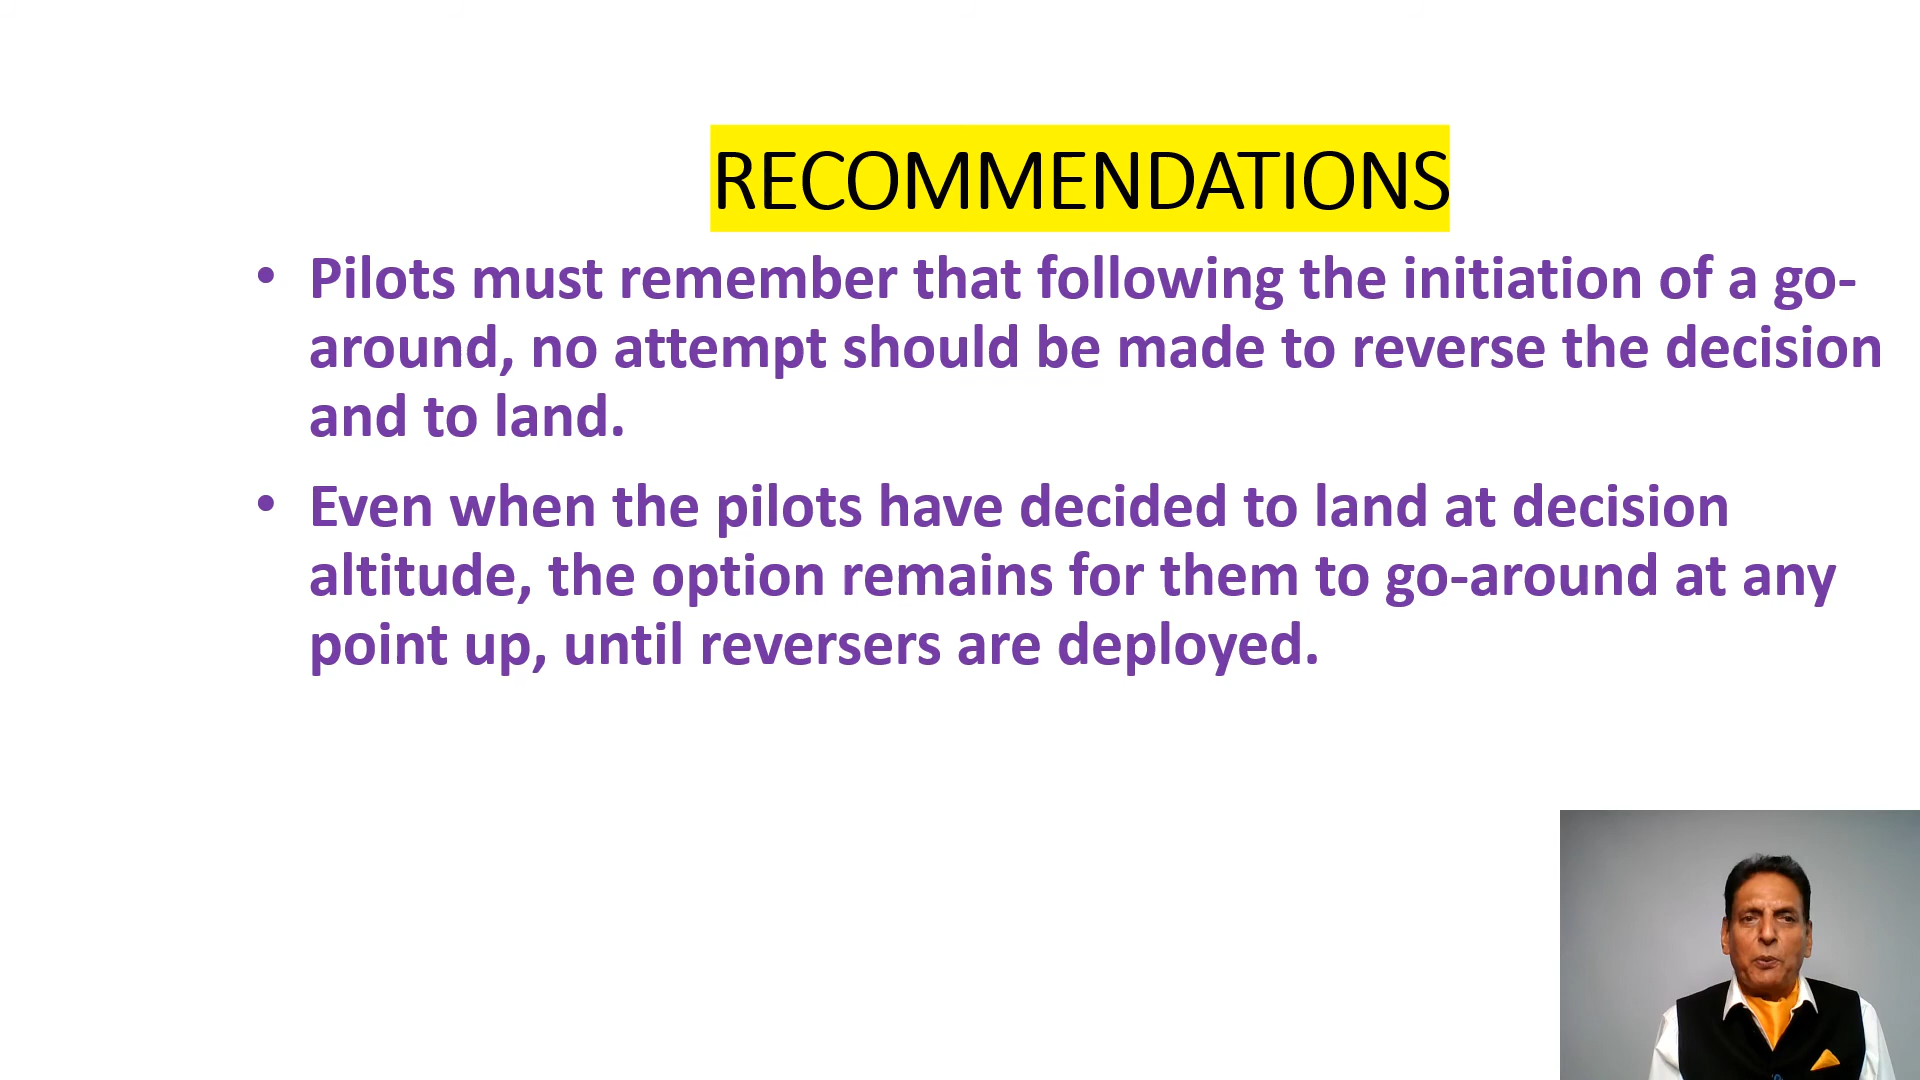 RECOMMENDATIONS
• Pilots must remember that following the initiation of a go-
around, no attempt should be made to reverse the decision
and to land.
• Even when the pilots have decided to land at decision
altitude, the option remains for them to go-around at any
point up, until reversers are deployed.